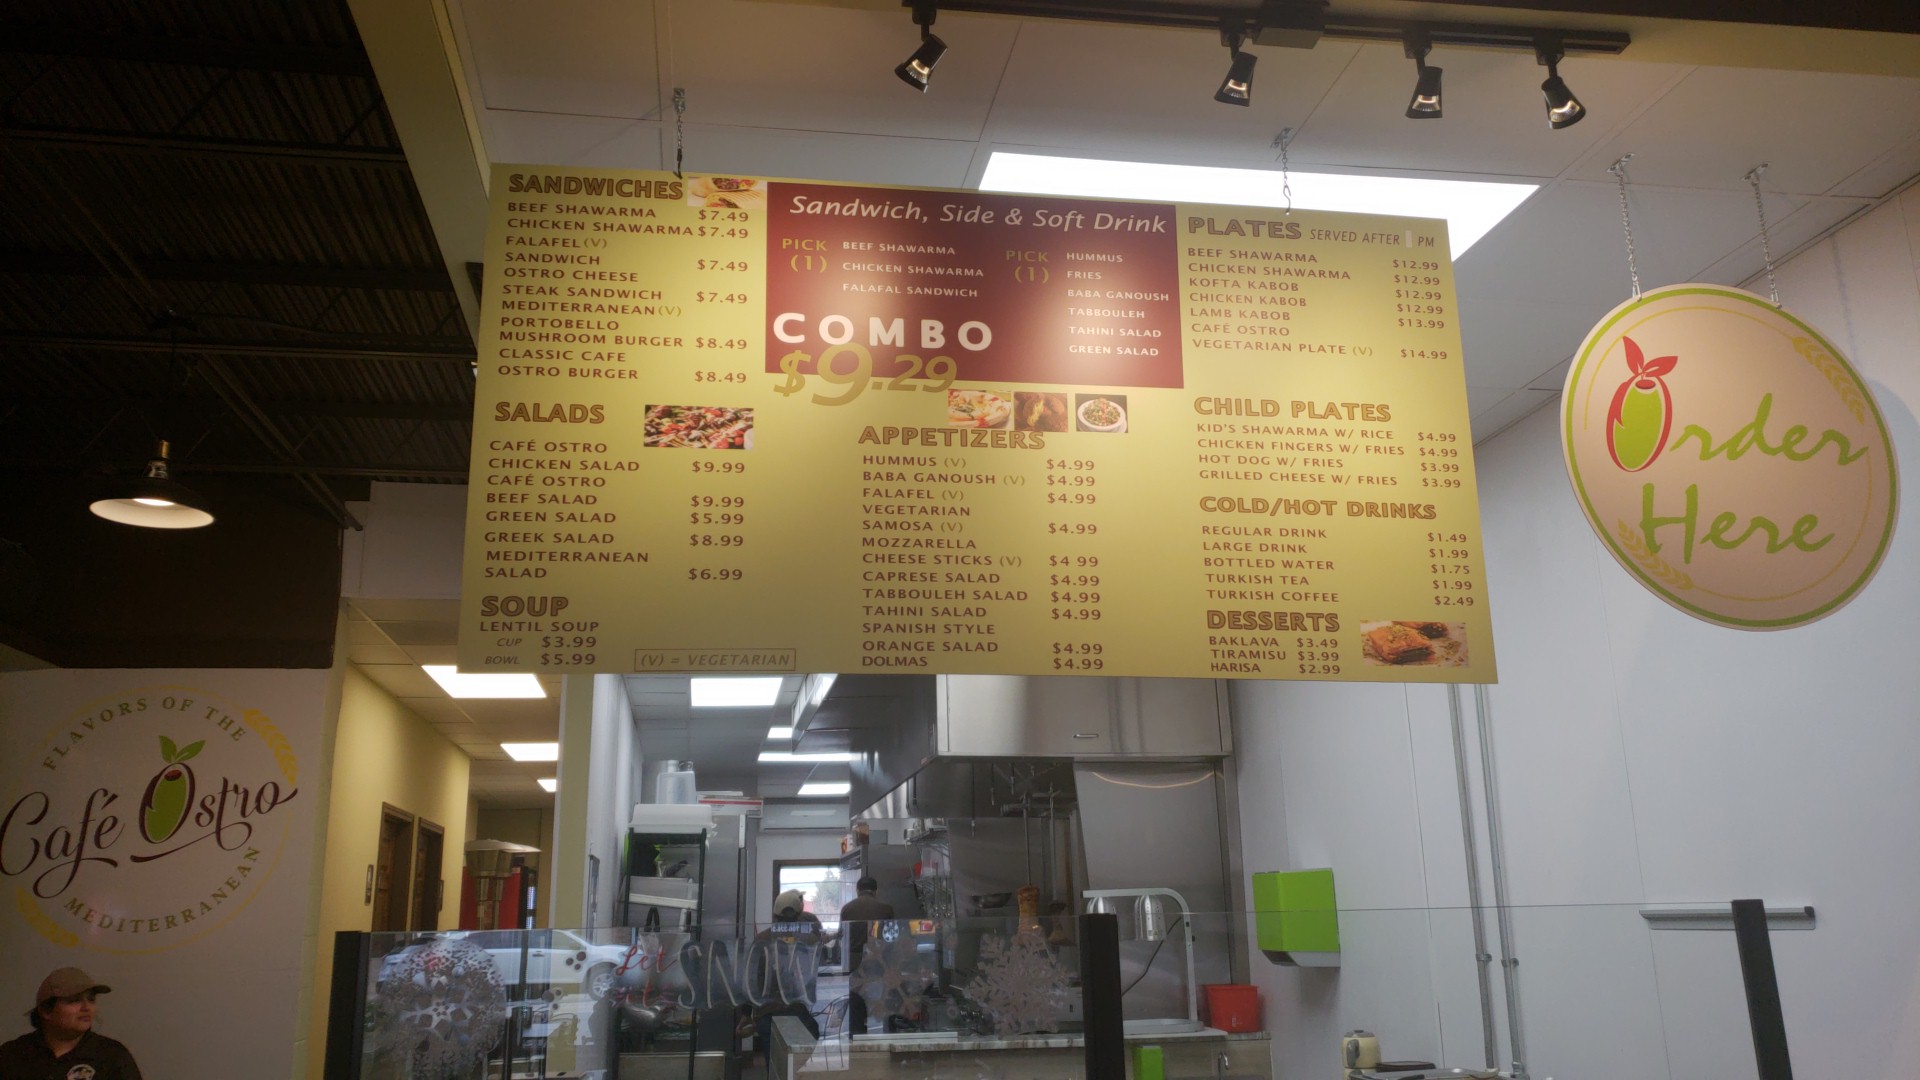 SANDWICHES
BEEF SHAWARMA $7.49
CHICKEN SHAWARMA $7.49
FALAFEL (V)
SANDWICH $7.49
OSTRO CHEESE
STEAK SANDWICH $7.49
MEDITERRANEAN (V)
PORTOBELLO
MUSHROOM BURGER $8.49
CLASSIC CAFE
OSTRO BURGER $8.49
SALADS
CAFÉ OSTRO
CHICKEN SALAD $9.99
CAFÉ OSTRO
BEEF SALAD $9.99
GREEN SALAD $5.99
GREEK SALAD $8.99
MEDITERRANEAN
SALAD $6.99
SOUP
LENTIL SOUP
CUP $3.99
BOWL $5.99
(V) = VEGETARIAN
Sandwich, Side & Soft Drink
PICK
(1)
BEEF SHAWARMA
CHICKEN SHAWARMA
FALAFAL SANDWICH
PICK
(1)
HUMMUS
FRIES
BABA GANOUSH
TABBOULEH
TAHINI SALAD
GREEN SALAD
COMBO
$9.29
APPETIZERS
HUMMUS (V) $4.99
BABA GANOUSH (V) $4.99
FALAFEL (V) $4.99
VEGETARIAN
SAMOSA (V) $4.99
MOZZARELLA
CHEESE STICKS (V) $4 99
CAPRESE SALAD $4.99
TABBOULEH SALAD $4.99
TAHINI SALAD $4.99
SPANISH STYLE
ORANGE SALAD $4.99
DOLMAS $4.99
PLATES SERVED AFTER PM
BEEF SHAWARMA $12.99
CHICKEN SHAWARMA $12.99
KOFTA KABOB $12.99
CHICKEN KABOB $12.99
LAMB KABOB $13.99
CAFÉ OSTRO
VEGETARIAN PLATE (V) $14.99
CHILD PLATES
KID'S SHAWARMA W/ RICE $4.99
CHICKEN FINGERS W/ FRIES $4.99
HOT DOG W/ FRIES $3.99
GRILLED CHEESE W/ FRIES $3.99
COLD/HOT DRINKS
REGULAR DRINK $1.49
LARGE DRINK $1.99
BOTTLED WATER $1.75
TURKISH TEA $1.99
TURKISH COFFEE $2.49
DESSERTS
BAKLAVA $3.49
TIRAMISU $3.99
HARISA $2.99
Order
Here
FLAVORS OF THE
Café Ostro
MEDITERRANEAN
Let
it
SNOW